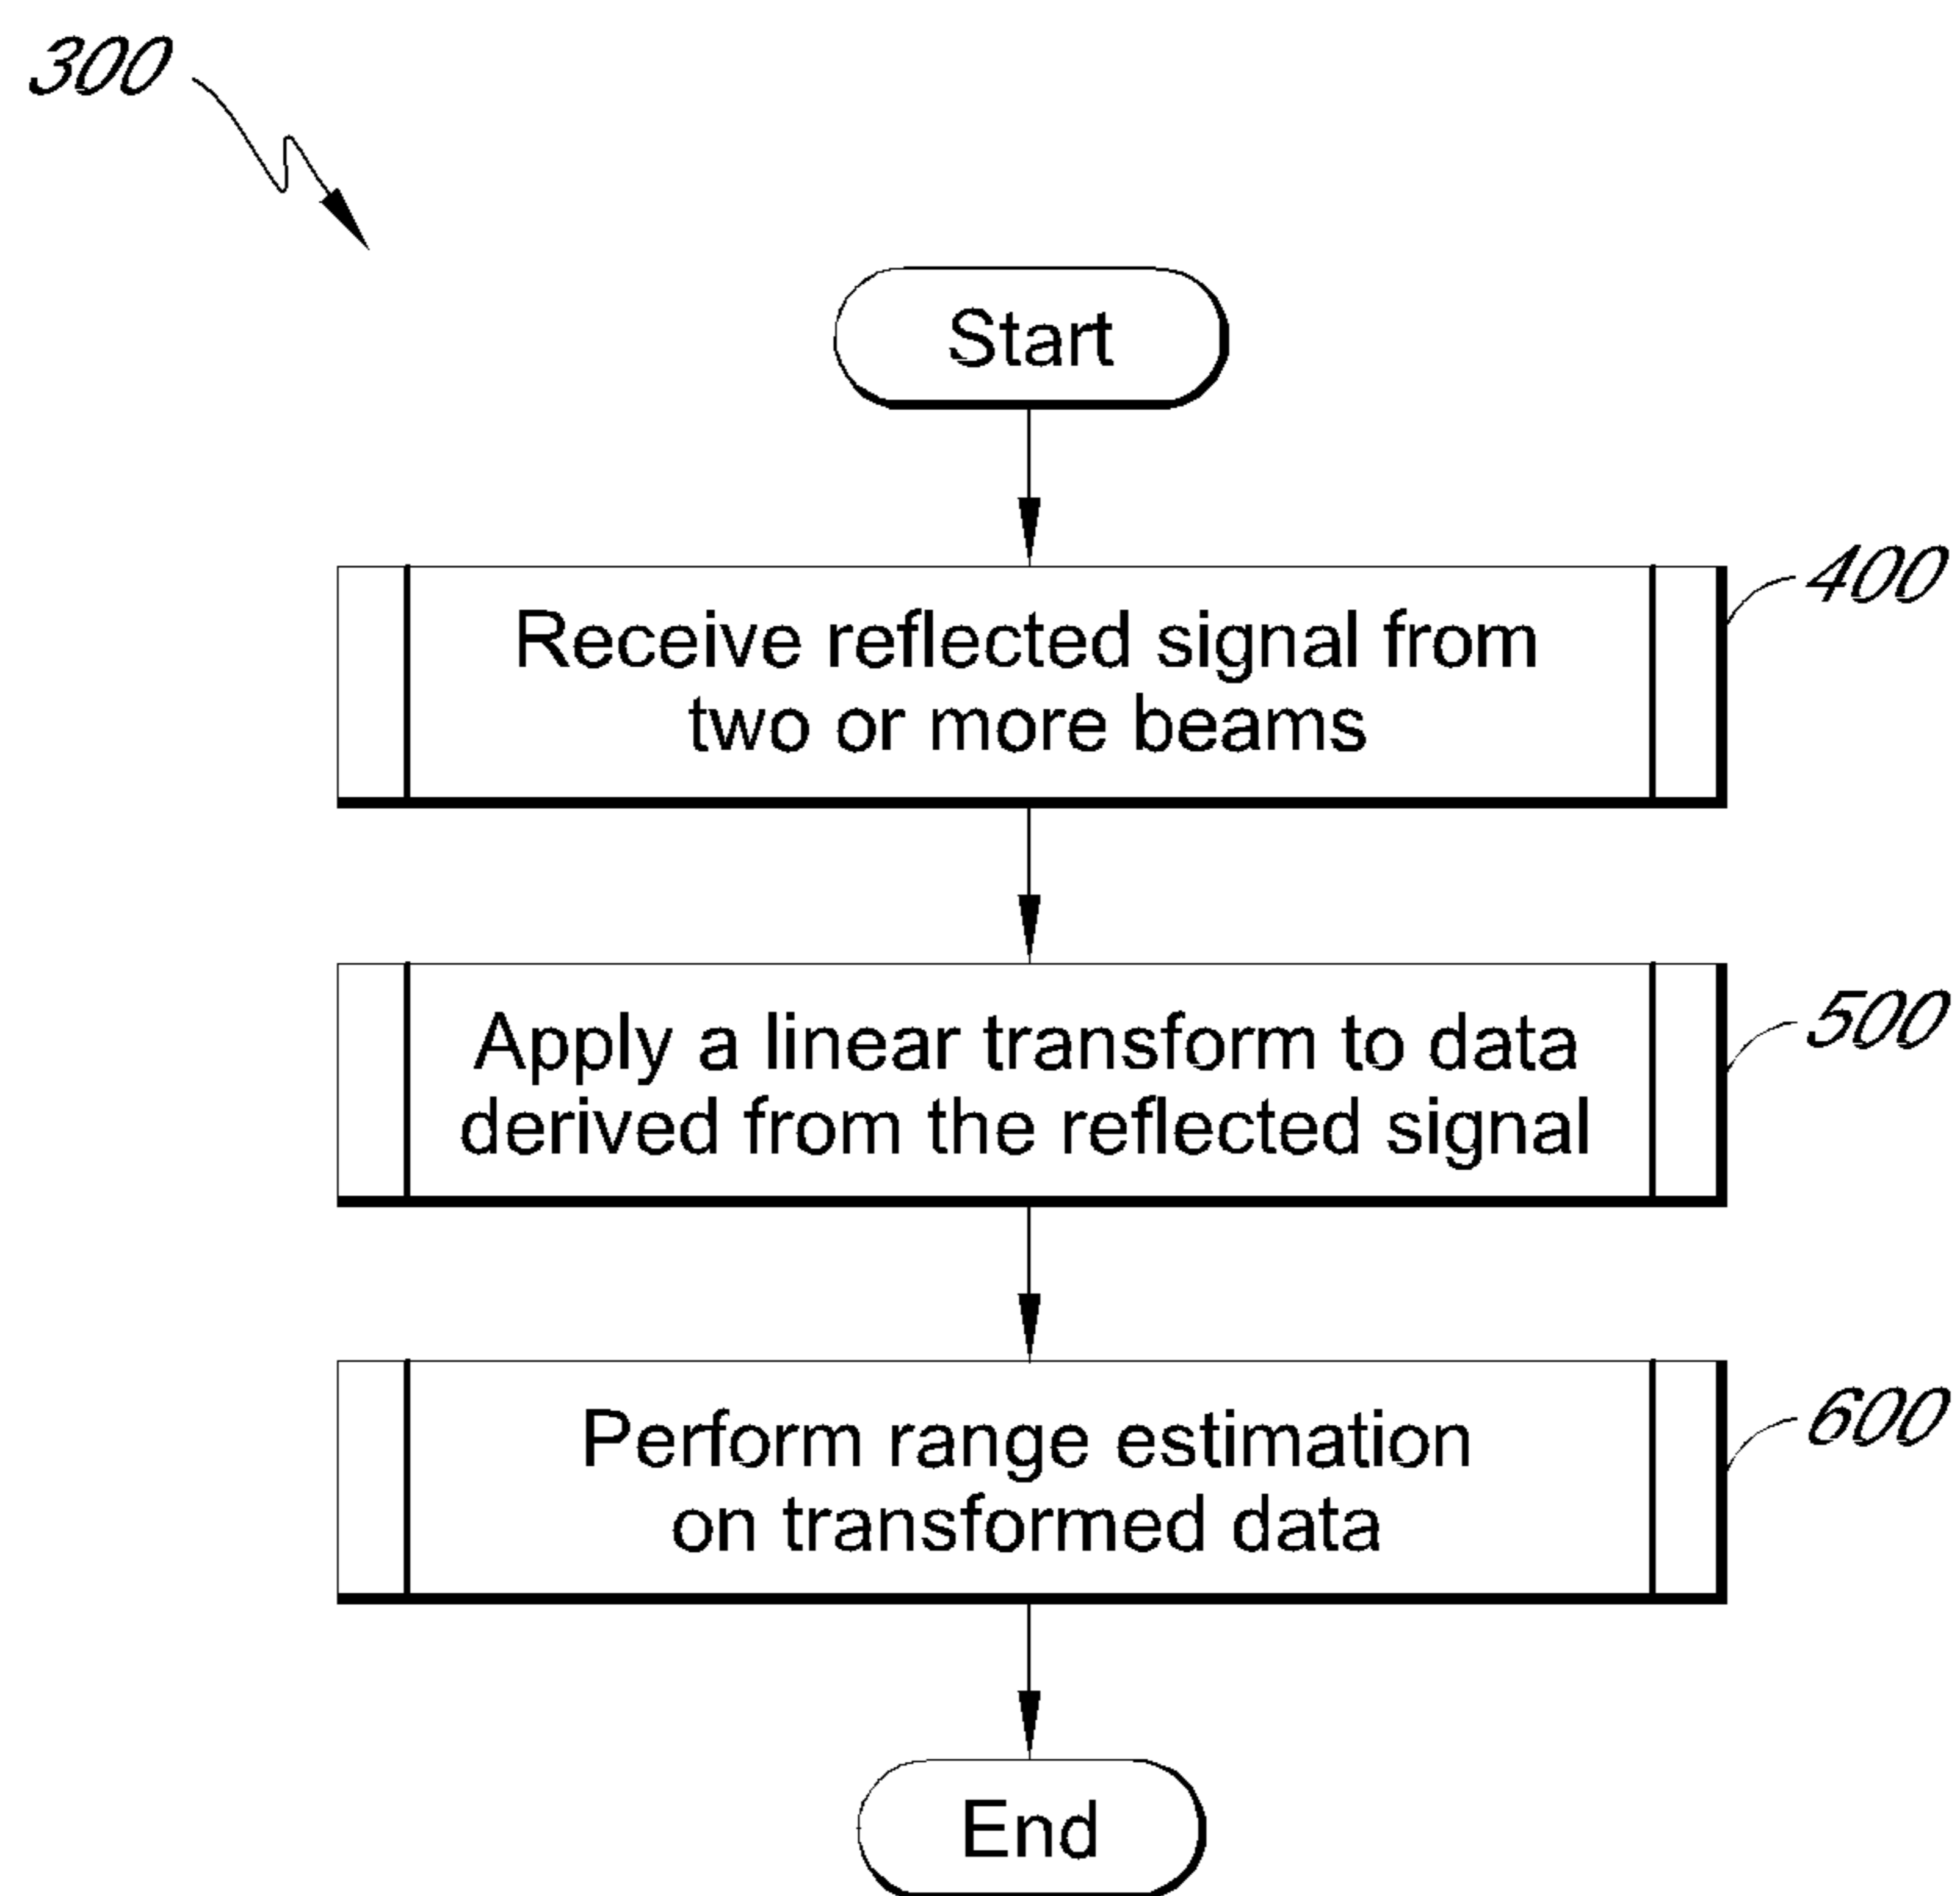 300
Start
Receive reflected signal from
two or more beams
400
Apply a linear transform to data
derived from the reflected signal
500
Perform range estimation
on transformed data
600
End